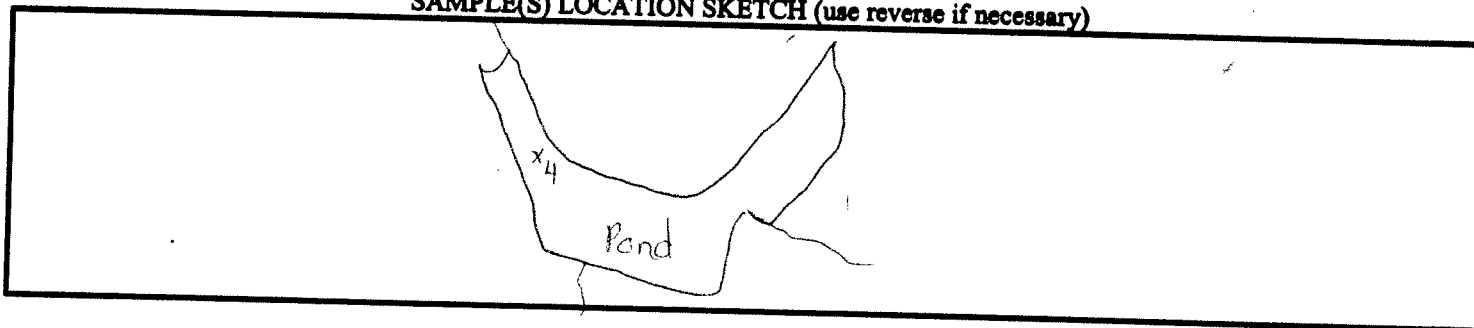 SAMPLE(S) LOCATION SKETCH (use reverse if necessary)
x4
Pond